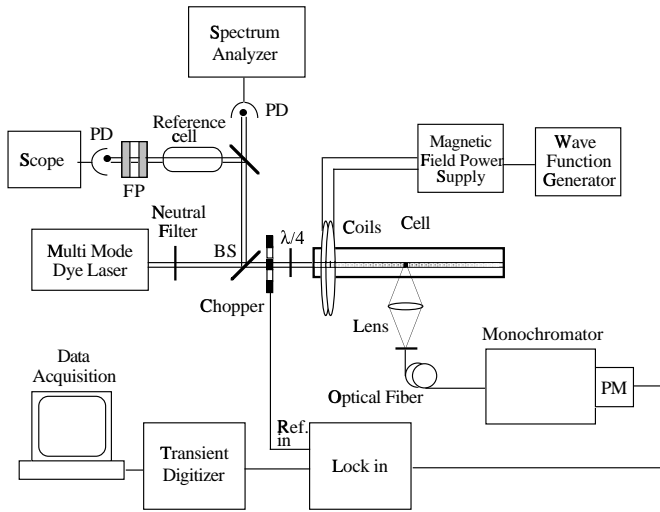 Spectrum
Analyzer
PD
Reference
cell
PD
Scope
FP
Magnetic
Field Power
Supply
Wave
Function
Generator
Neutral
Filter
Multi Mode
Dye Laser
BS
λ/4
Coils
Cell
Chopper
Lens
Monochromator
PM
Optical Fiber
Data
Acquisition
Ref.
in
Transient
Digitizer
Lock in